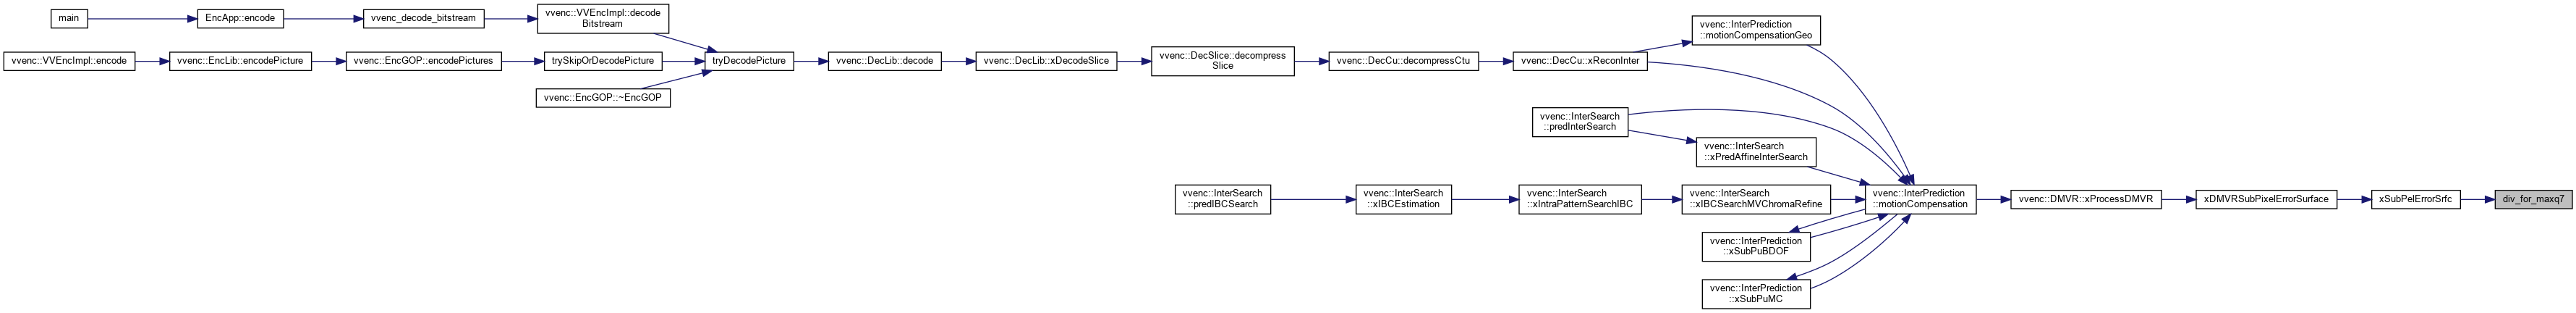 main
EncApp::encode
vvenc_decode_bitstream
vvenc::VVEncImpl::decode
Bitstream
vvenc::VVEncImpl::encode
vvenc::EncLib::encodePicture
vvenc::EncGOP::encodePictures
trySkipOrDecodePicture
vvenc::EncGOP::~EncGOP
tryDecodePicture
vvenc::DecLib::decode
vvenc::DecLib::xDecodeSlice
vvenc::DecSlice::decompress
Slice
vvenc::DecCu::decompressCtu
vvenc::DecCu::xReconInter
vvenc::InterPrediction
::motionCompensationGeo
vvenc::InterSearch
::predInterSearch
vvenc::InterSearch
::xPredAffineInterSearch
vvenc::InterSearch
::predIBCSearch
vvenc::InterSearch
::xIBCEstimation
vvenc::InterSearch
::xIntraPatternSearchIBC
vvenc::InterSearch
::xIBCSearchMVChromaRefine
vvenc::InterPrediction
::xSubPuBDOF
vvenc::InterPrediction
::xSubPuMC
vvenc::InterPrediction
::motionCompensation
vvenc::DMVR::xProcessDMVR
xDMVRSubPixelErrorSurface
xSubPelErrorSrfc
div_for_maxq7